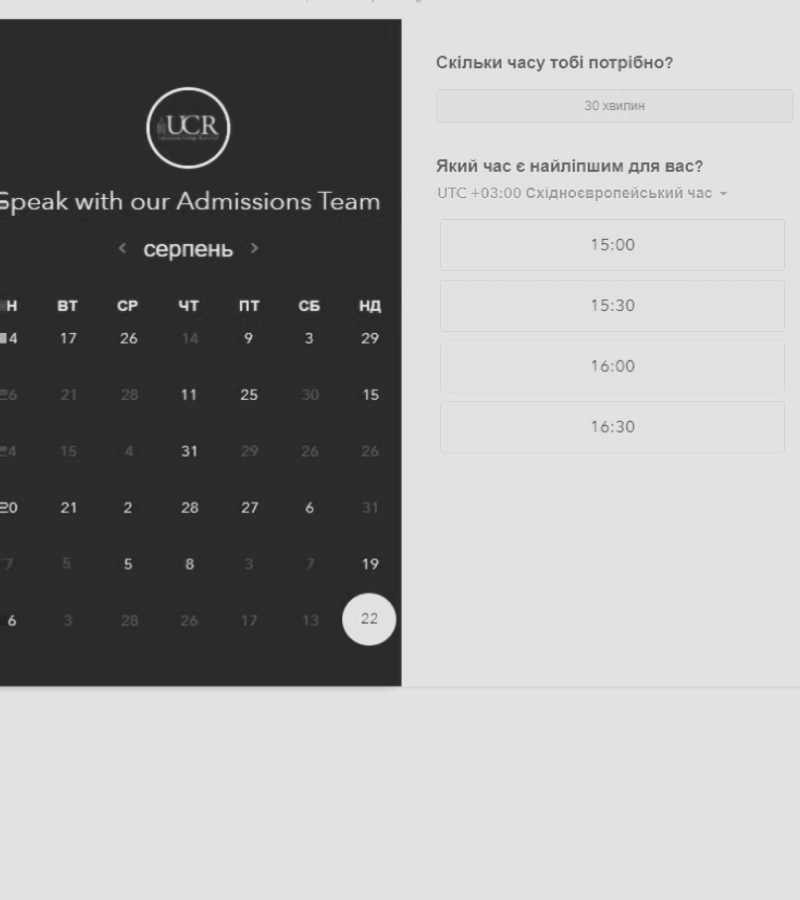 UCR
Speak with our Admissions Team
< серпень >
Н ВТ СР ЧТ ПТ СБ НД
4 17 26 14 9 3 29
26 21 28 11 25 30 15
24 15 4 31 29 26 26
20 21 2 28 27 6 31
7 5 5 8 3 7 19
6 3 28 26 17 13 22
Скільки часу тобі потрібно?
30 хвилин
Який час є найліпшим для вас?
UTC +03:00 Східноєвропейський час
15:00
15:30
16:00
16:30